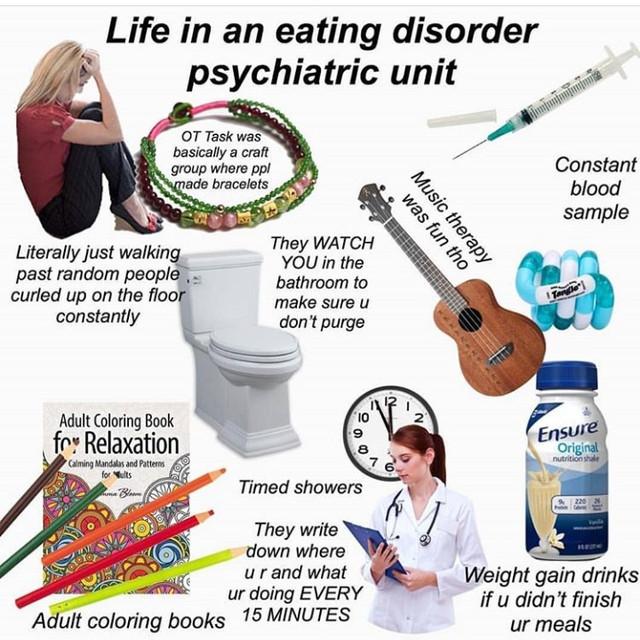 Life in an eating disorder
psychiatric unit
OT Task was
basically a craft
group where ppl
made bracelets
Constant
blood
sample
Music therapy
was fun tho
Literally just walking
past random people
curled up on the floor
constantly
They WATCH
YOU in the
bathroom to
make sure u
don't purge
Tangle
Adult Coloring Book
for Relaxation
Calming Mandalas and Patterns
for Adults
Timed showers
They write
down where
u r and what
ur doing EVERY
15 MINUTES
Ensure
Original
nutrition shake
Vanilla
Adult coloring books
Weight gain drinks
if u didn't finish
ur meals